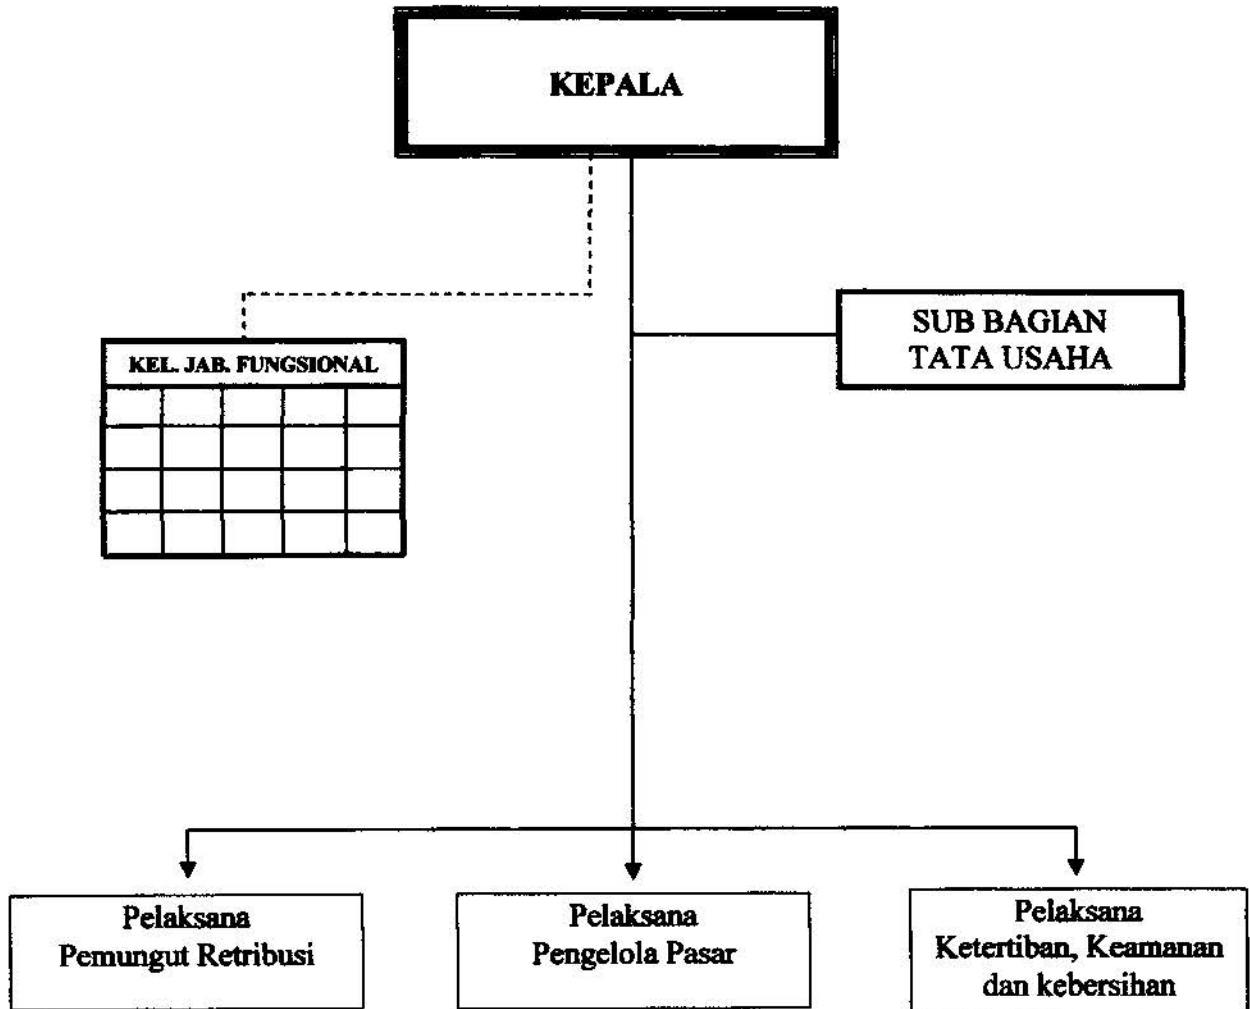 KEPALA
SUB BAGIAN
TATA USAHA
KEL. JAB. FUNGSIONAL
Pelaksana
Pemungut Retribusi
Pelaksana
Pengelola Pasar
Pelaksana
Ketertiban, Keamanan
dan kebersihan